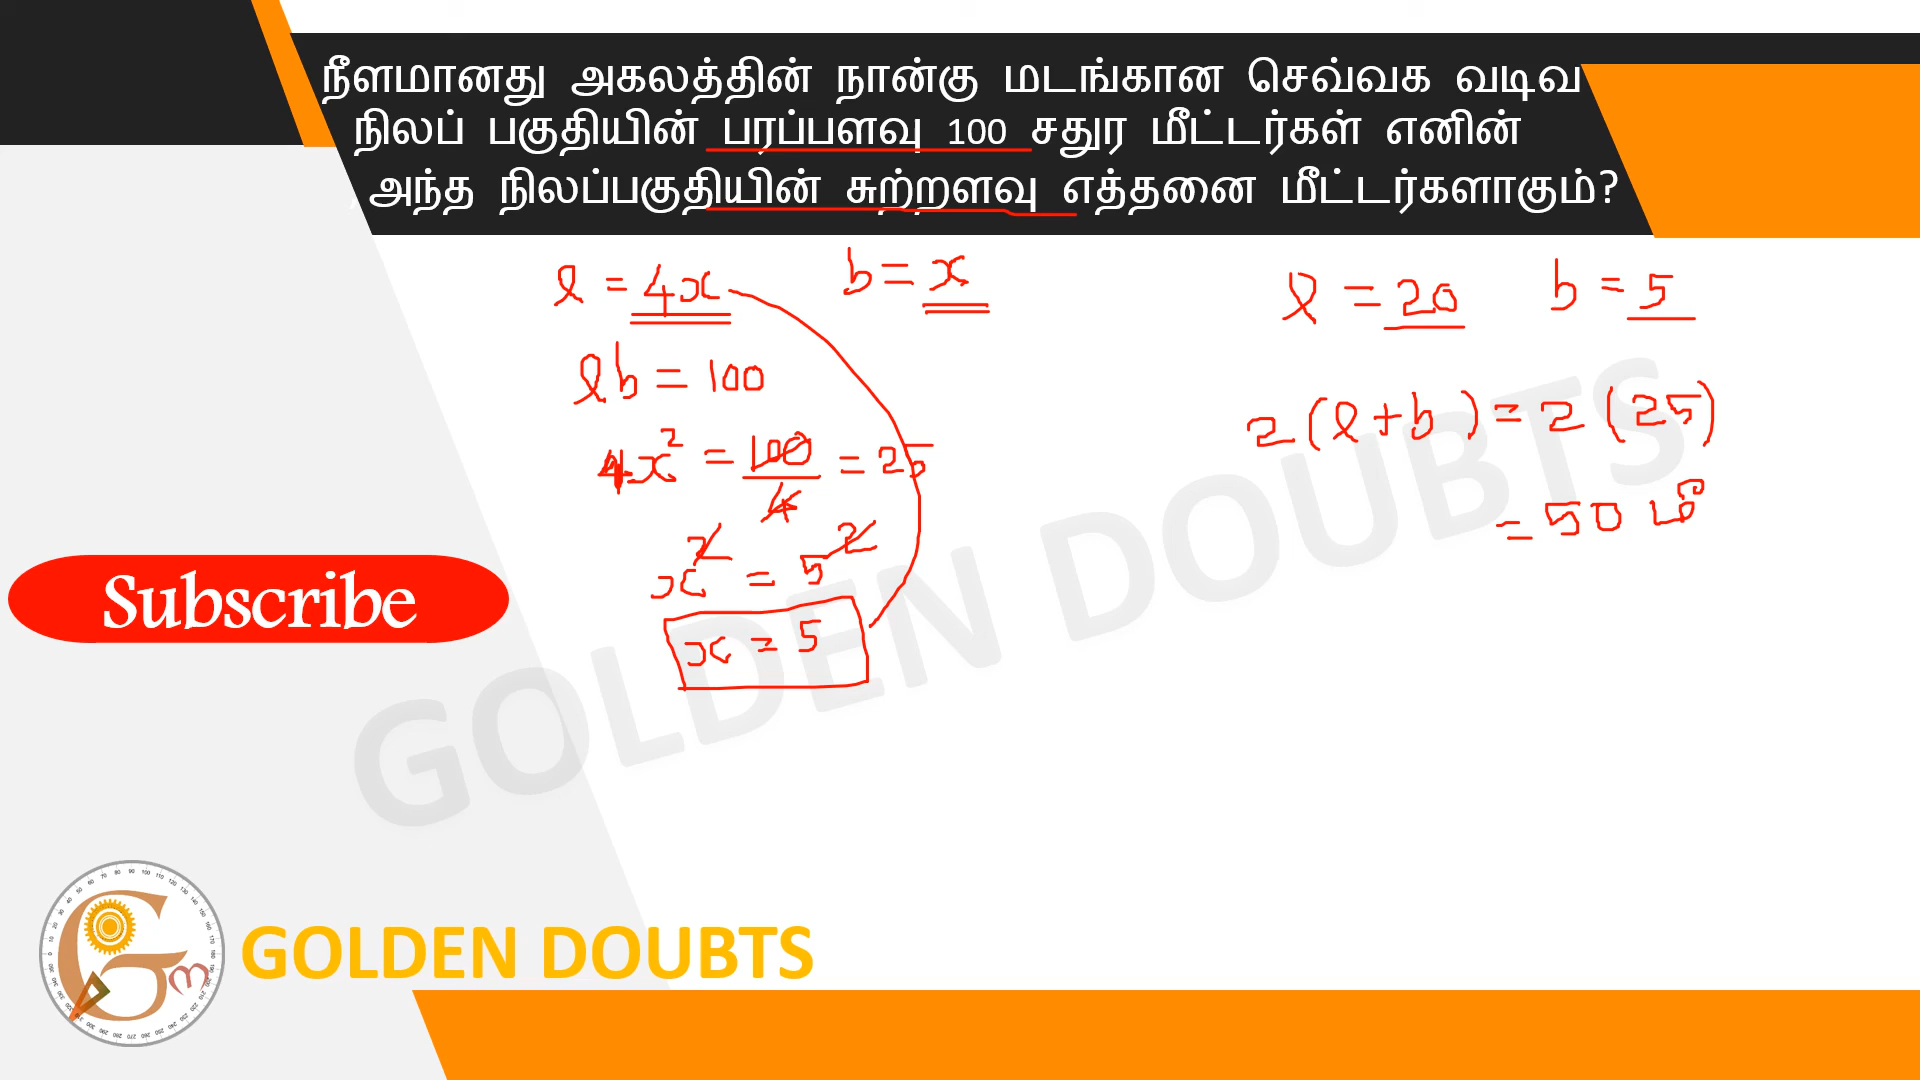 நீளமானது அகலத்தின் நான்கு மடங்கான செவ்வக வடிவ
நிலப் பகுதியின் பரப்பளவு 100 சதுர மீட்டர்கள் எனின்
,அந்த நிலப்பகுதியின் சுற்றளவு எத்தனை மீட்டர்களாகும்?
l = 4x b = x
lb = 100
4x² = 100/4 = 25
x² = 5²
x = 5
l = 20 b = 5
2(l+b) = 2(25)
= 50 மீ
Subscribe
GOLDEN DOUBTS
GOLDEN DOUBTS